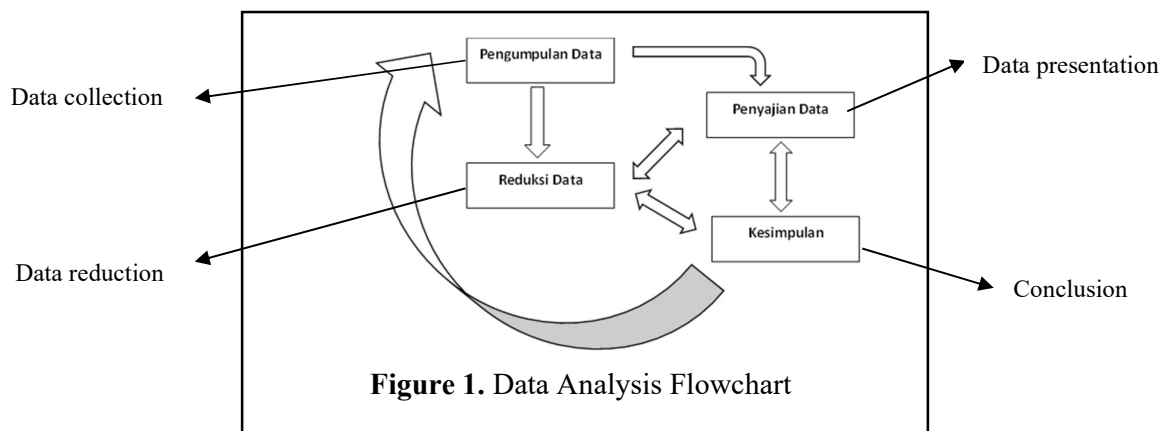 Pengumpulan Data
Data collection
Data presentation
Penyajian Data
Reduksi Data
Kesimpulan
Data reduction
Conclusion
Figure 1. Data Analysis Flowchart